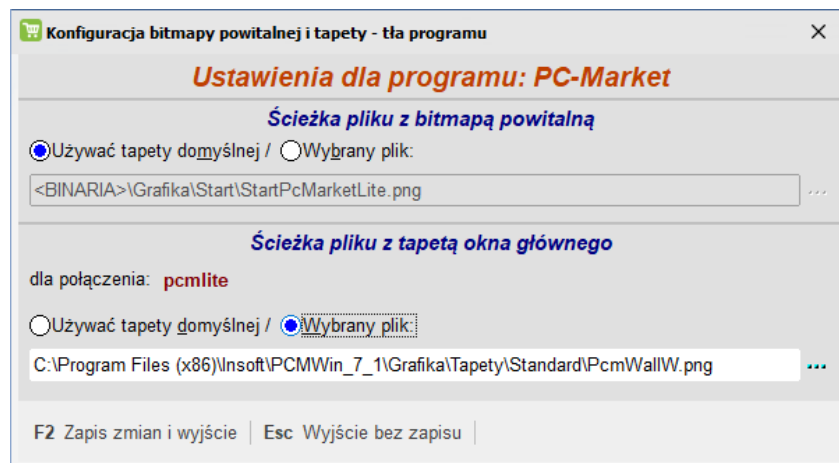 Konfiguracja bitmapy powitalnej i tapety - tła programu
Ustawienia dla programu: PC-Market
Ścieżka pliku z bitmapą powitalną
Używać tapety domyślnej / Wybrany plik:
<BINARIA>\Grafika\Start\StartPcMarketLite.png ...
Ścieżka pliku z tapetą okna głównego
dla połączenia: pcmlite
Używać tapety domyślnej / Wybrany plik:
C:\Program Files (x86)\Insoft\PCMWin_7_1\Grafika\Tapety\Standard\PcmWallW.png ...
F2 Zapis zmian i wyjście | Esc Wyjście bez zapisu |